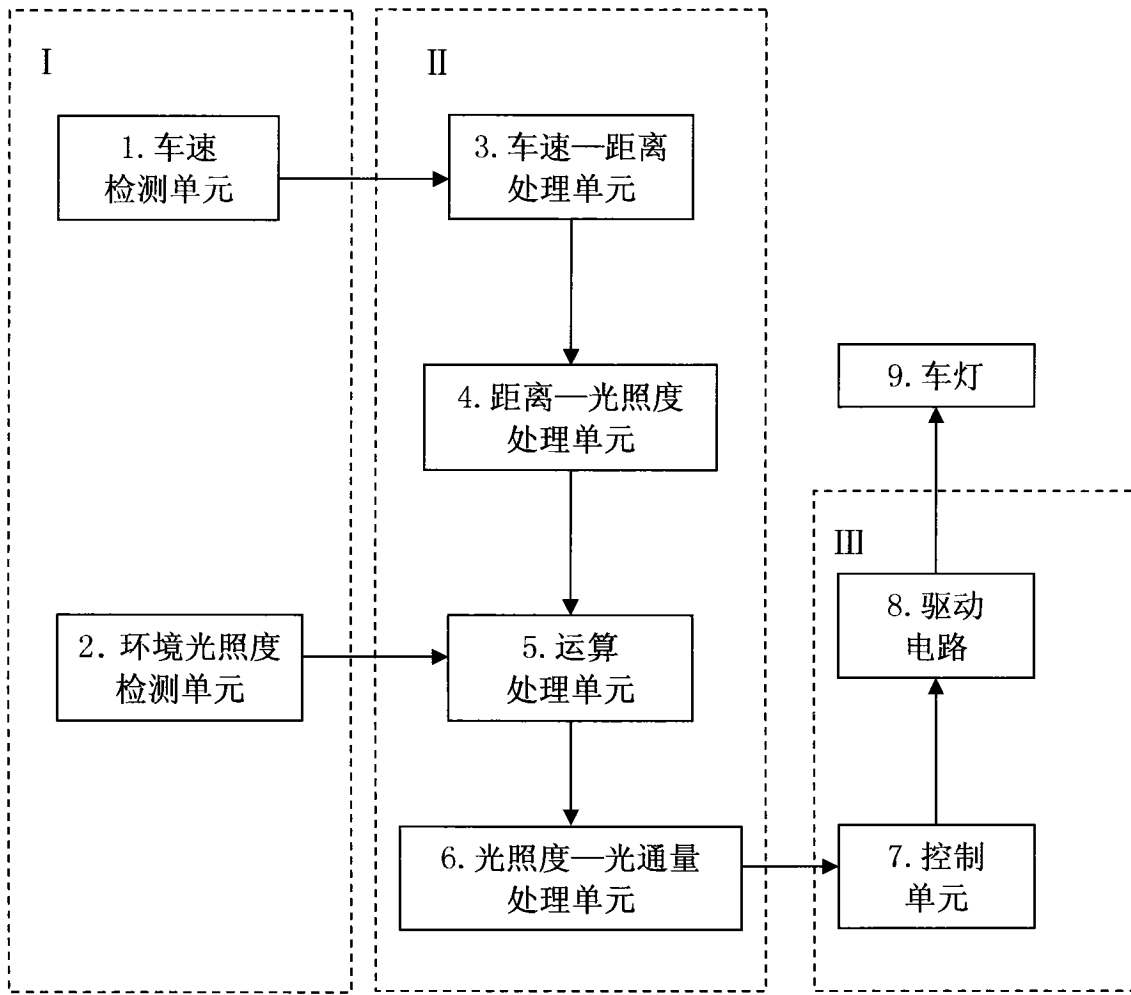 Ⅰ
1. 车速
检测单元
2. 环境光照度
检测单元
Ⅱ
3. 车速—距离
处理单元
4. 距离—光照度
处理单元
5. 运算
处理单元
6. 光照度—光通量
处理单元
9. 车灯
Ⅲ
8. 驱动
电路
7. 控制
单元